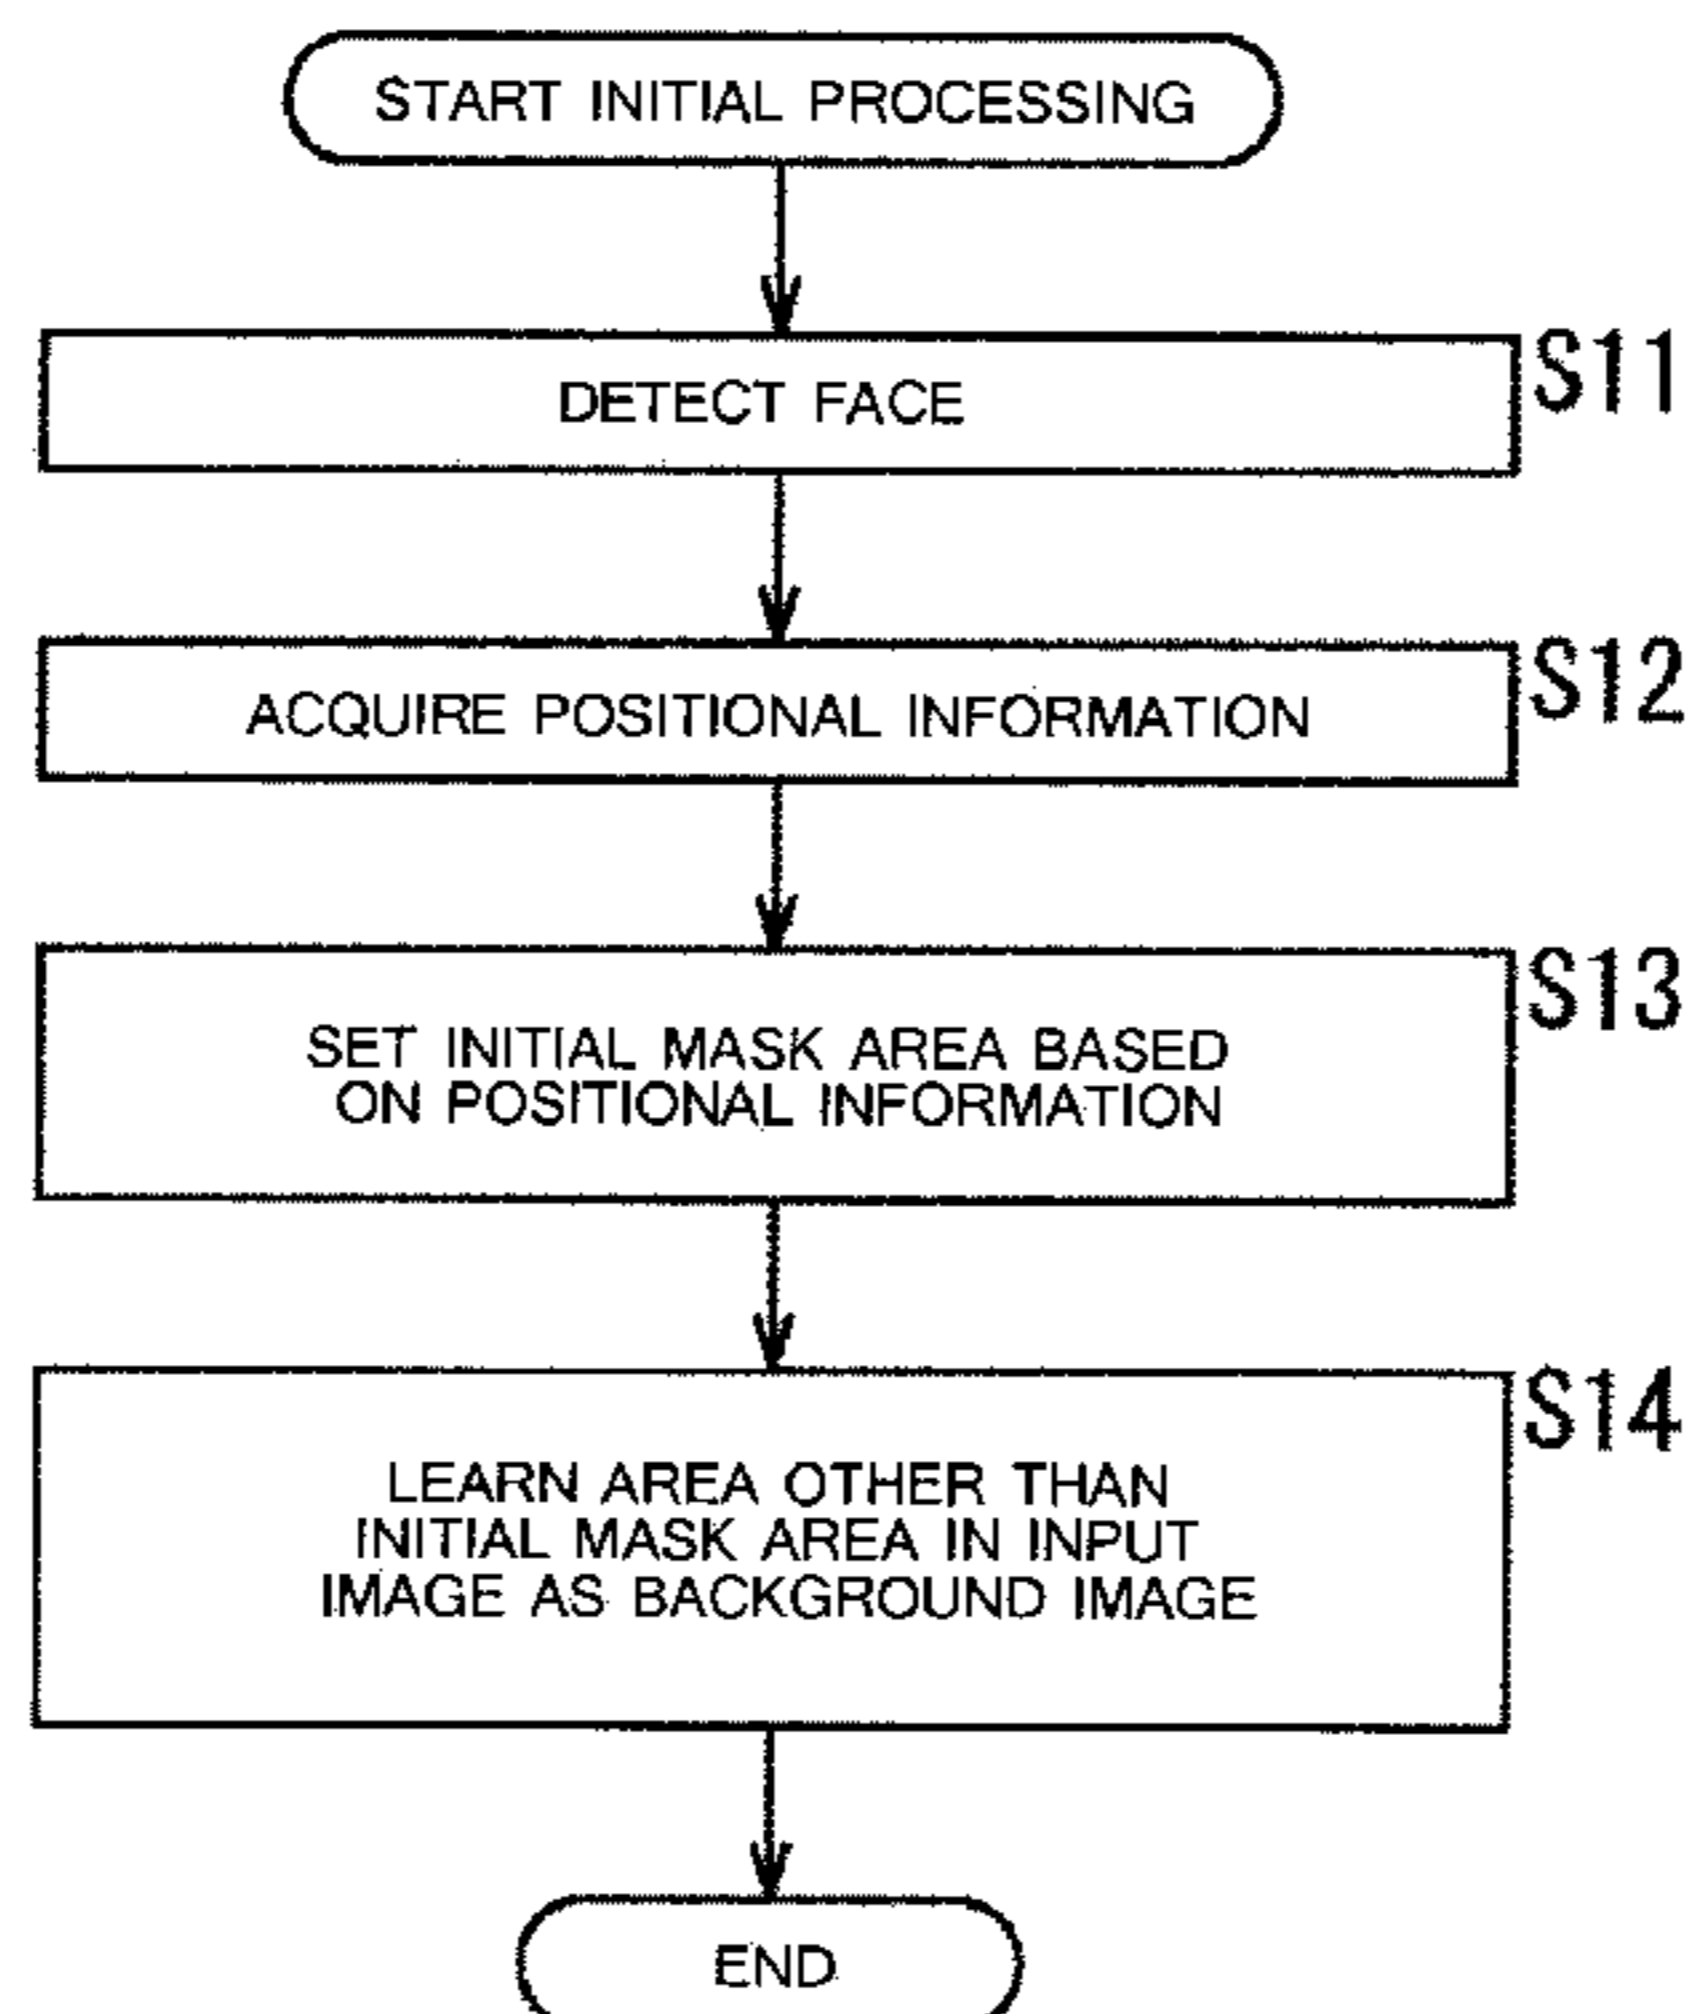 START INITIAL PROCESSING
DETECT FACE
S11
ACQUIRE POSITIONAL INFORMATION
S12
SET INITIAL MASK AREA BASED
ON POSITIONAL INFORMATION
S13
LEARN AREA OTHER THAN
INITIAL MASK AREA IN INPUT
IMAGE AS BACKGROUND IMAGE
S14
END